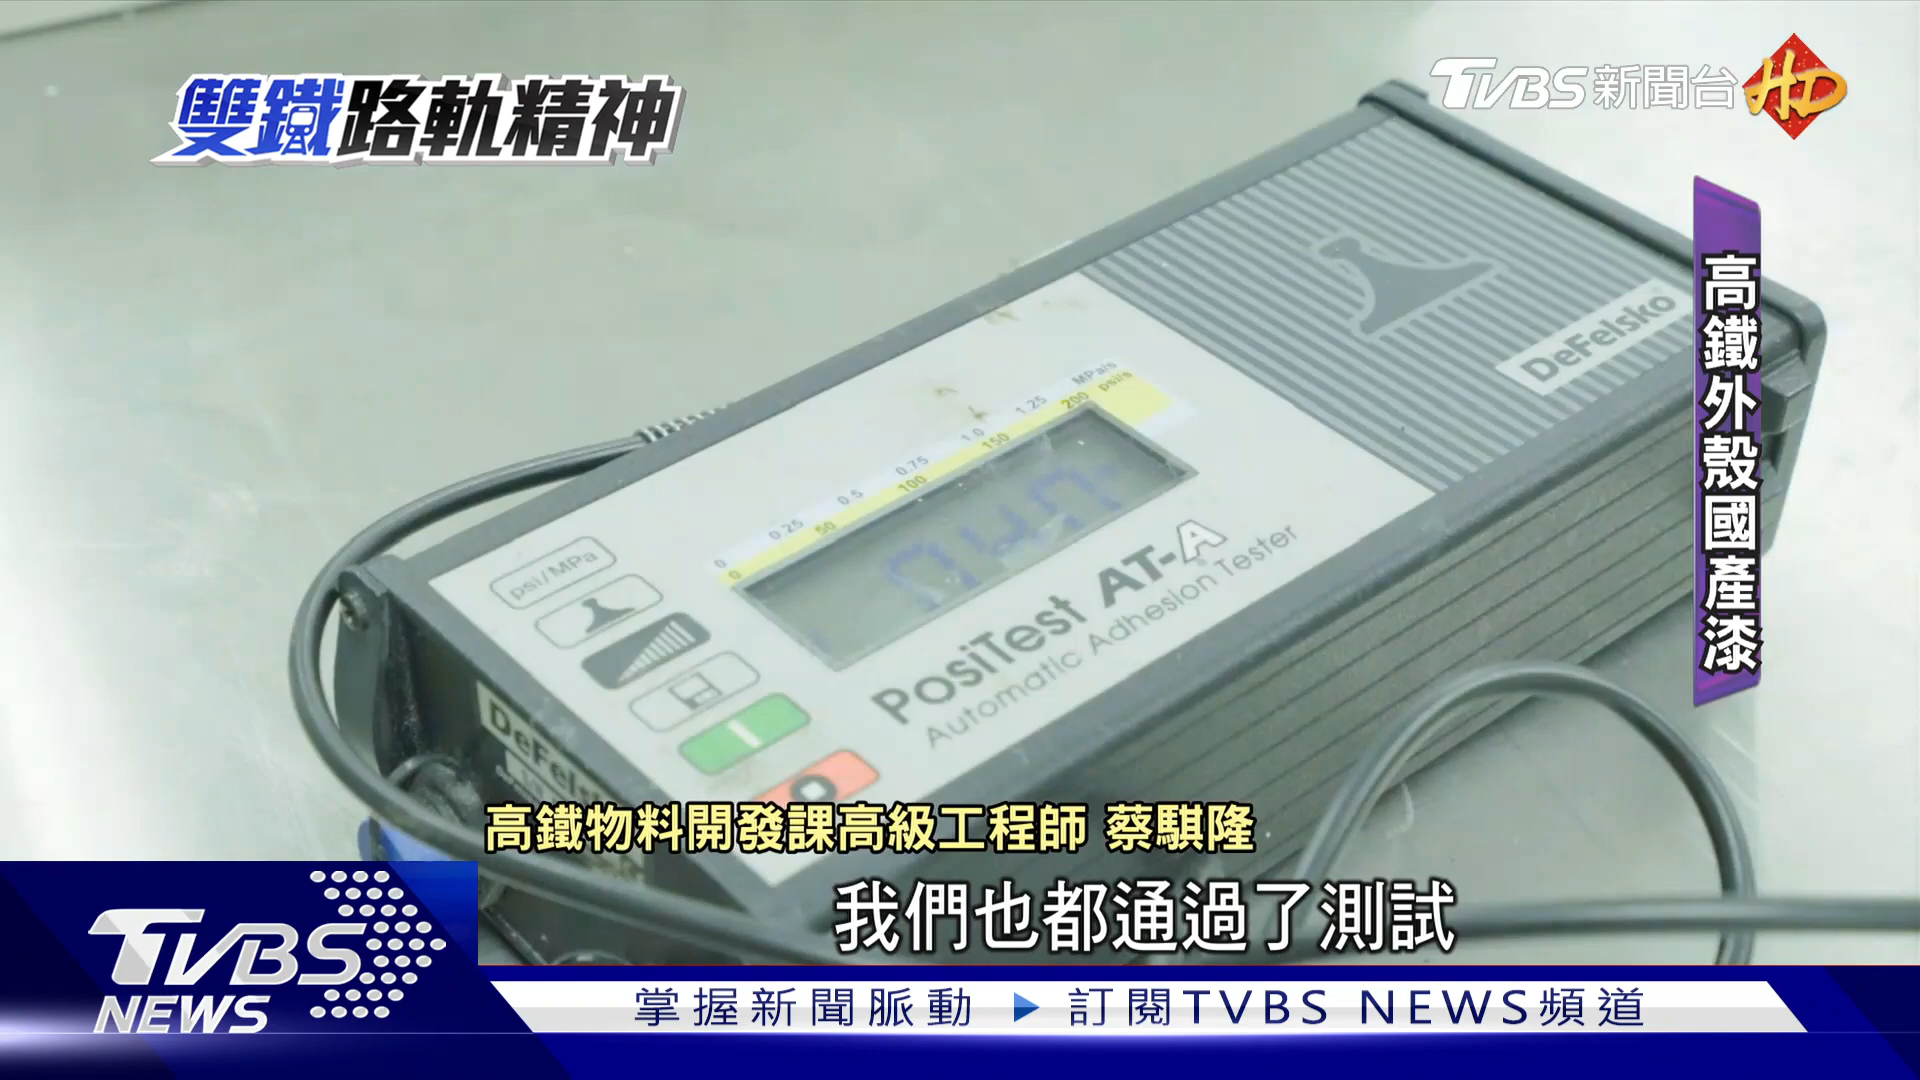 雙鐵路軌精神
TVBS新聞台
HD
高鐵外殼國產漆
DeFelsko
MPa/s
psi/s
0 0.25 0.5 0.75 1.0 1.25
0 50 100 150 200
psi/MPa
PosiTest AT-A
Automatic Adhesion Tester
DeFels
高鐵物料開發課高級工程師 蔡騏隆
我們也都通過了測試
TVBS
NEWS
掌握新聞脈動 ▶ 訂閱TVBS NEWS頻道